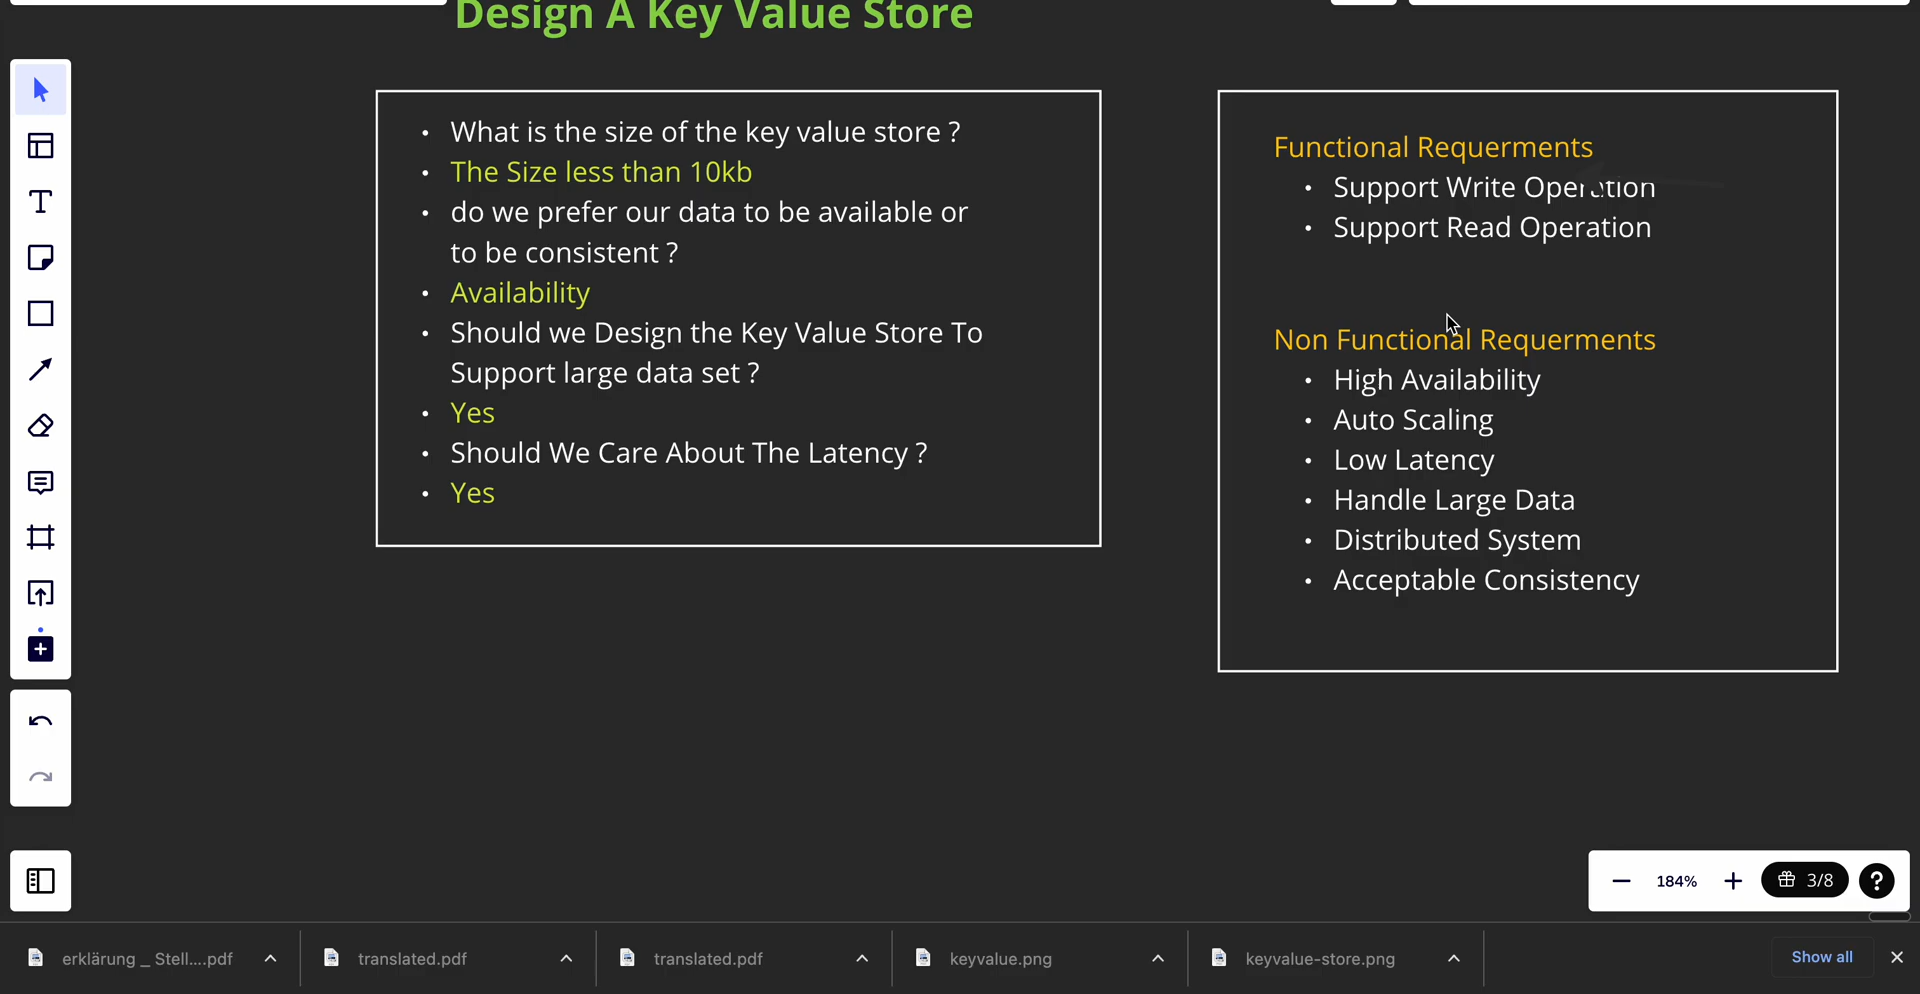 Design A Key Value Store
• What is the size of the key value store ?
• The Size less than 10kb
• do we prefer our data to be available or
to be consistent ?
• Availability
• Should we Design the Key Value Store To
Support large data set ?
• Yes
• Should We Care About The Latency ?
• Yes
Functional Requerments
• Support Write Operation
• Support Read Operation
Non Functional Requerments
• High Availability
• Auto Scaling
• Low Latency
• Handle Large Data
• Distributed System
• Acceptable Consistency
184%
3/8
?
erklärung _ Stell....pdf
translated.pdf
translated.pdf
keyvalue.png
keyvalue-store.png
Show all